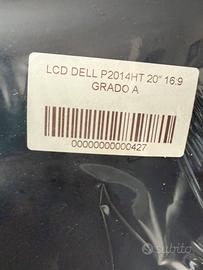 LCD DELL P2014HT 20" 16:9
GRADO A
00000000000427
subito